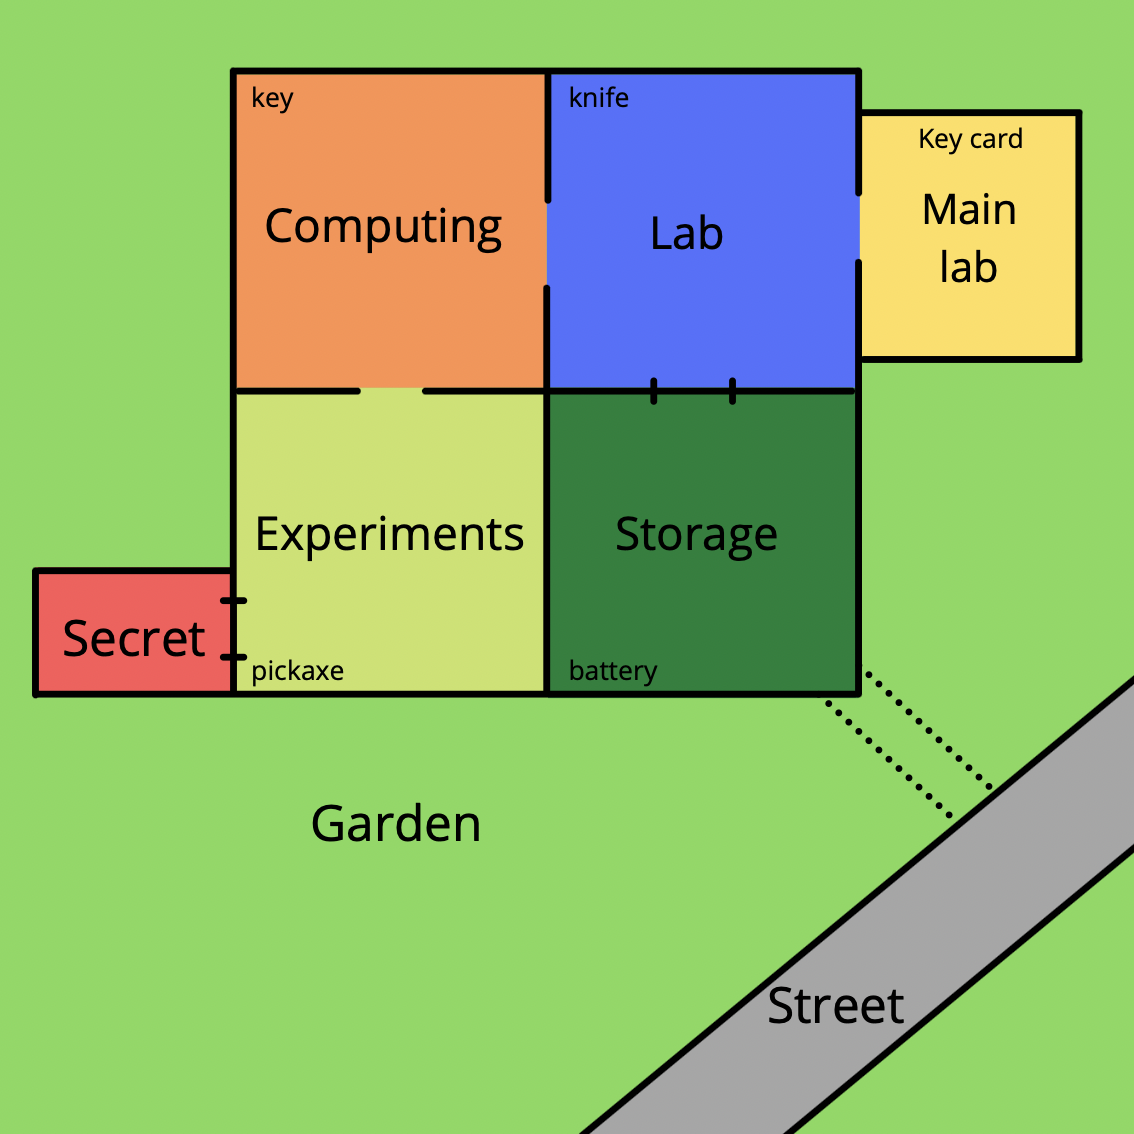 key
knife
Key card
Computing
Lab
Main
lab
Experiments
Storage
Secret
pickaxe
battery
Garden
Street